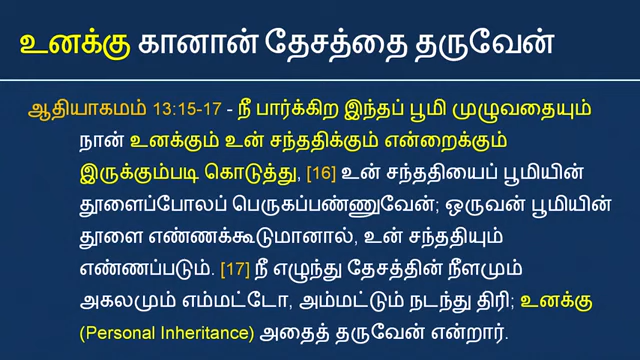 உனக்கு கானான் தேசத்தை தருவேன்
ஆதியாகமம் 13:15-17 - நீ பார்க்கிற இந்தப் பூமி முழுவதையும்
நான் உனக்கும் உன் சந்ததிக்கும் என்றைக்கும்
இருக்கும்படி கொடுத்து, [16] உன் சந்ததியைப் பூமியின்
தூளைப்போலப் பெருகப்பண்ணுவேன்; ஒருவன் பூமியின்
தூளை எண்ணக்கூடுமானால், உன் சந்ததியும்
எண்ணப்படும். [17] நீ எழுந்து தேசத்தின் நீளமும்
அகலமும் எம்மட்டோ, அம்மட்டும் நடந்து திரி; உனக்கு
(Personal Inheritance) அதைத் தருவேன் என்றார்.